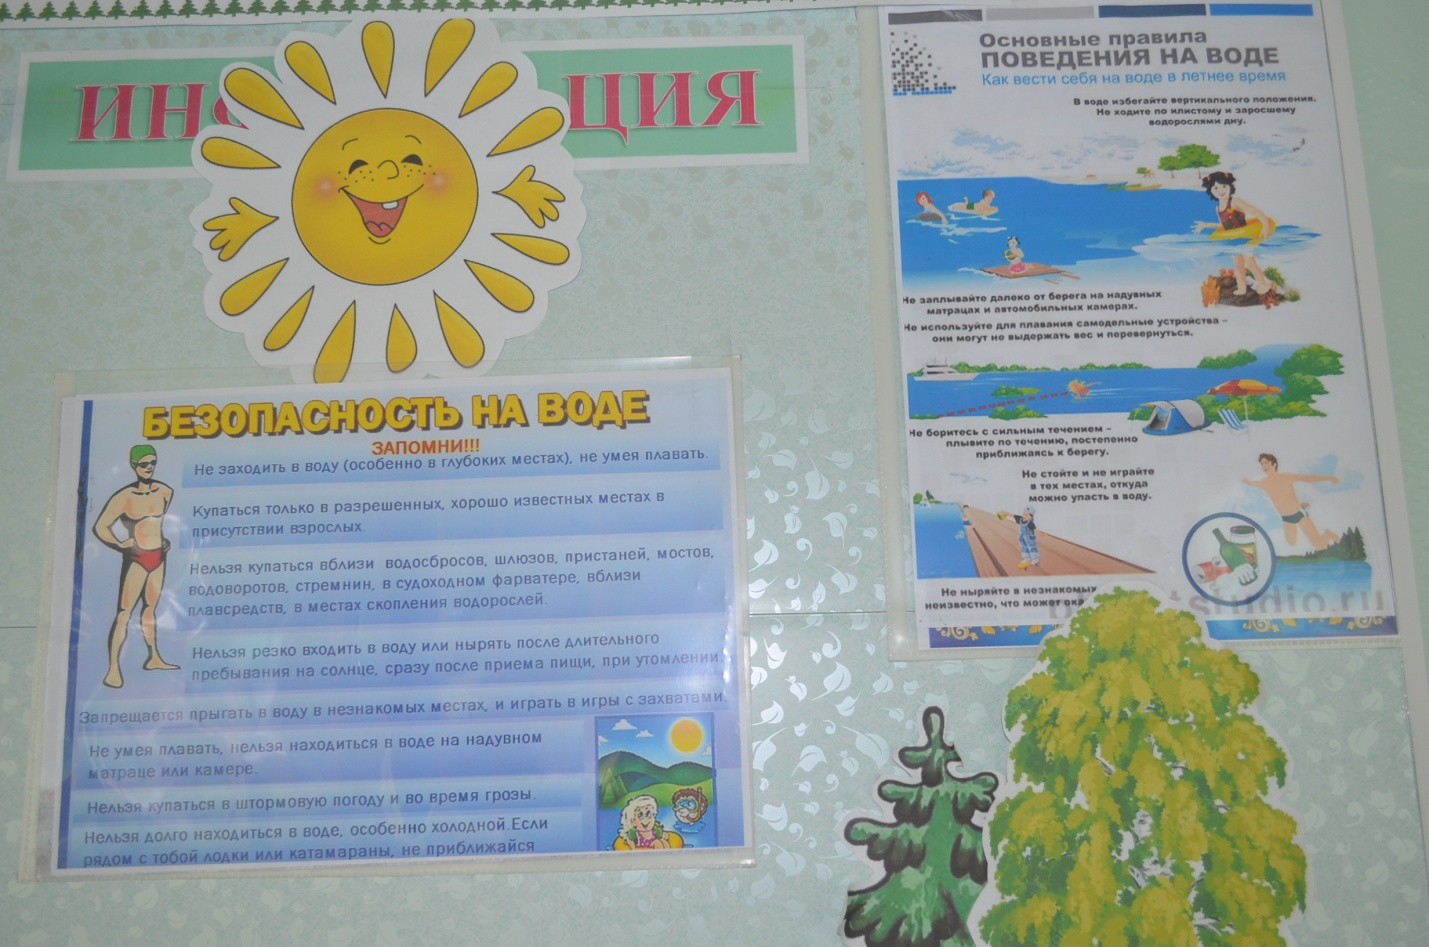 ИНФ
ЦИЯ
БЕЗОПАСНОСТЬ НА ВОДЕ
ЗАПОМНИ!!!
Не заходить в воду (особенно в глубоких местах), не умея плавать.
Купаться только в разрешенных, хорошо известных местах в
присутствии взрослых.
Нельзя купаться вблизи водосбросов, шлюзов, пристаней, мостов,
водоворотов, стремнин, в судоходном фарватере, вблизи
плавсредств, в местах скопления водорослей.
Нельзя резко входить в воду или нырять после длительного
пребывания на солнце, сразу после приема пищи, при утомлении.
Запрещается прыгать в воду в незнакомых местах, и играть в игры с захватами.
Не умея плавать, нельзя находиться в воде на надувном
матраце или камере.
Нельзя купаться в штормовую погоду и во время грозы.
Нельзя долго находиться в воде, особенно холодной.Если
рядом с тобой лодки или катамараны, не приближайся
Основные правила
ПОВЕДЕНИЯ НА ВОДЕ
Как вести себя на воде в летнее время
В воде избегайте вертикального положения.
Не ходите по илистому и заросшему
водорослями дну.
Не заплывайте далеко от берега на надувных
матрацах и автомобильных камерах.
Не используйте для плавания самодельные устройства –
они могут не выдержать вес и перевернуться.
Не боритесь с сильным течением –
плывите по течению, постепенно
приближаясь к берегу.
Не стойте и не играйте
в тех местах, откуда
можно упасть в воду.
Не ныряйте в незнакомых
неизвестно, что может ока